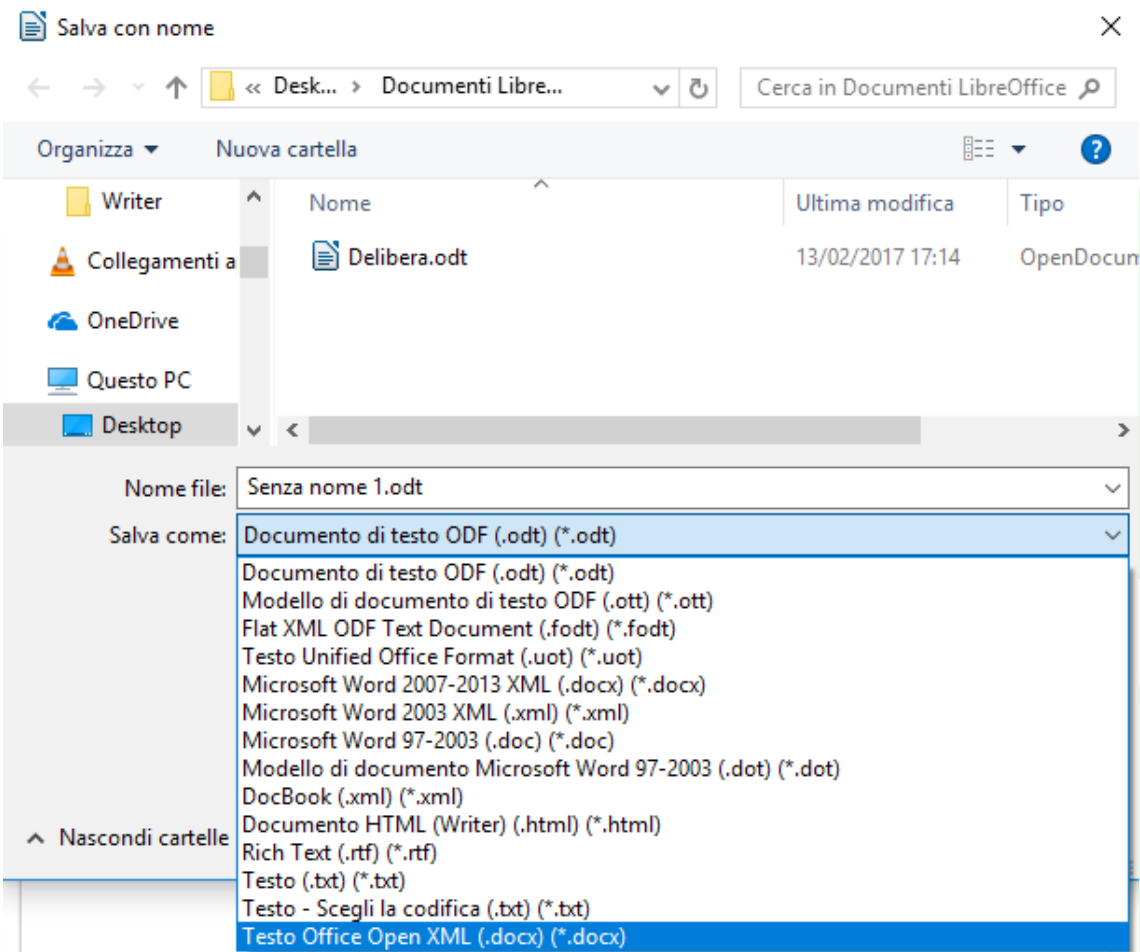 Salva con nome
« Desk... › Documenti Libre...
Cerca in Documenti LibreOffice
Organizza
Nuova cartella
Writer
Collegamenti a
OneDrive
Questo PC
Desktop
Nome Ultima modifica Tipo
Delibera.odt 13/02/2017 17:14 OpenDocum
Nome file: Senza nome 1.odt
Salva come: Documento di testo ODF (.odt) (*.odt)
Documento di testo ODF (.odt) (*.odt)
Modello di documento di testo ODF (.ott) (*.ott)
Flat XML ODF Text Document (.fodt) (*.fodt)
Testo Unified Office Format (.uot) (*.uot)
Microsoft Word 2007-2013 XML (.docx) (*.docx)
Microsoft Word 2003 XML (.xml) (*.xml)
Microsoft Word 97-2003 (.doc) (*.doc)
Modello di documento Microsoft Word 97-2003 (.dot) (*.dot)
DocBook (.xml) (*.xml)
Documento HTML (Writer) (.html) (*.html)
Rich Text (.rtf) (*.rtf)
Testo (.txt) (*.txt)
Testo - Scegli la codifica (.txt) (*.txt)
Testo Office Open XML (.docx) (*.docx)
Nascondi cartelle